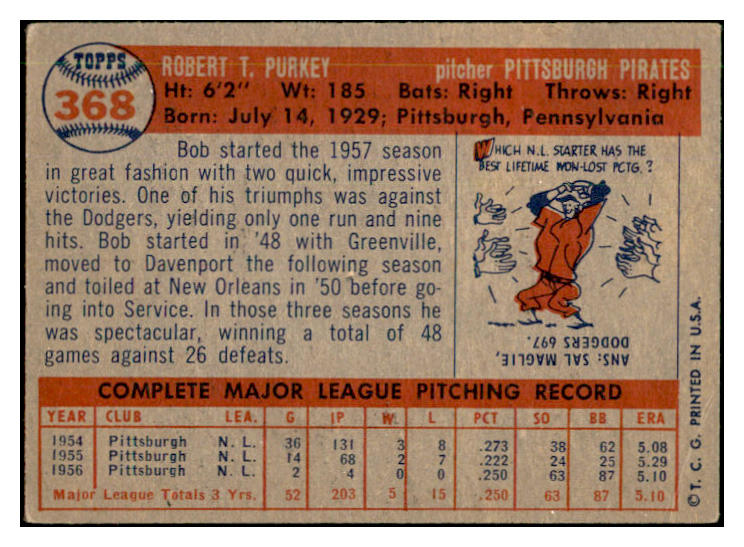 TOPPS
368
ROBERT T. PURKEY pitcher PITTSBURGH PIRATES
Ht: 6'2" Wt: 185 Bats: Right Throws: Right
Born: July 14, 1929; Pittsburgh, Pennsylvania
Bob started the 1957 season
in great fashion with two quick, impressive
victories. One of his triumphs was against
the Dodgers, yielding only one run and nine
hits. Bob started in '48 with Greenville,
moved to Davenport the following season
and toiled at New Orleans in '50 before go-
ing into Service. In those three seasons he
was spectacular, winning a total of 48
games against 26 defeats.
WHICH N.L. STARTER HAS THE
BEST LIFETIME WON-LOST PCTG.?
ANS: SAL MAGLIE,
DODGERS 697.
COMPLETE MAJOR LEAGUE PITCHING RECORD
YEAR CLUB LEA. G IP W L PCT SO BB ERA
1954 Pittsburgh N. L. 36 131 3 8 .273 38 62 5.08
1955 Pittsburgh N. L. 14 68 2 7 .222 24 25 5.29
1956 Pittsburgh N. L. 2 4 0 0 .250 63 87 5.10
Major League Totals 3 Yrs. 52 203 5 15 .250 63 87 5.10
© T. C. G. PRINTED IN U.S.A.